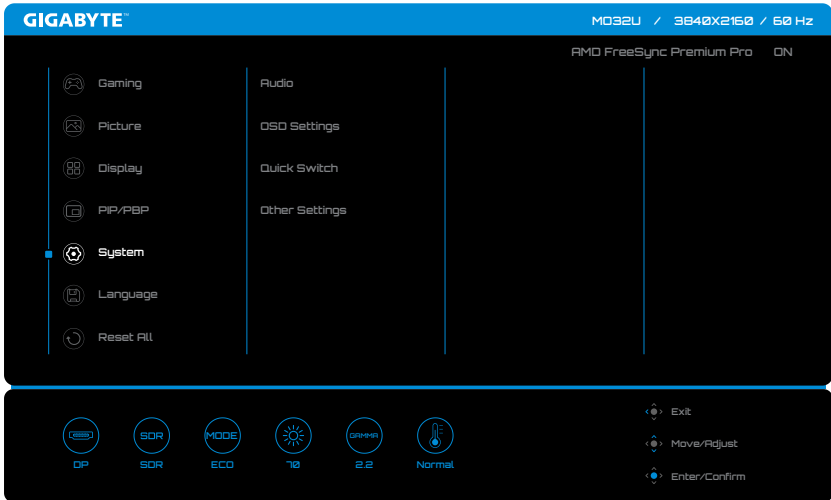 GIGABYTE™
MO32U / 3840X2160 / 60 Hz
AMD FreeSync Premium Pro ON
Gaming
Picture
Display
PIP/PBP
System
Language
Reset All
Audio
OSD Settings
Quick Switch
Other Settings
SDR
MODE
GAMMA
DP
SDR
ECO
70
2.2
Normal
Exit
Move/Adjust
Enter/Confirm